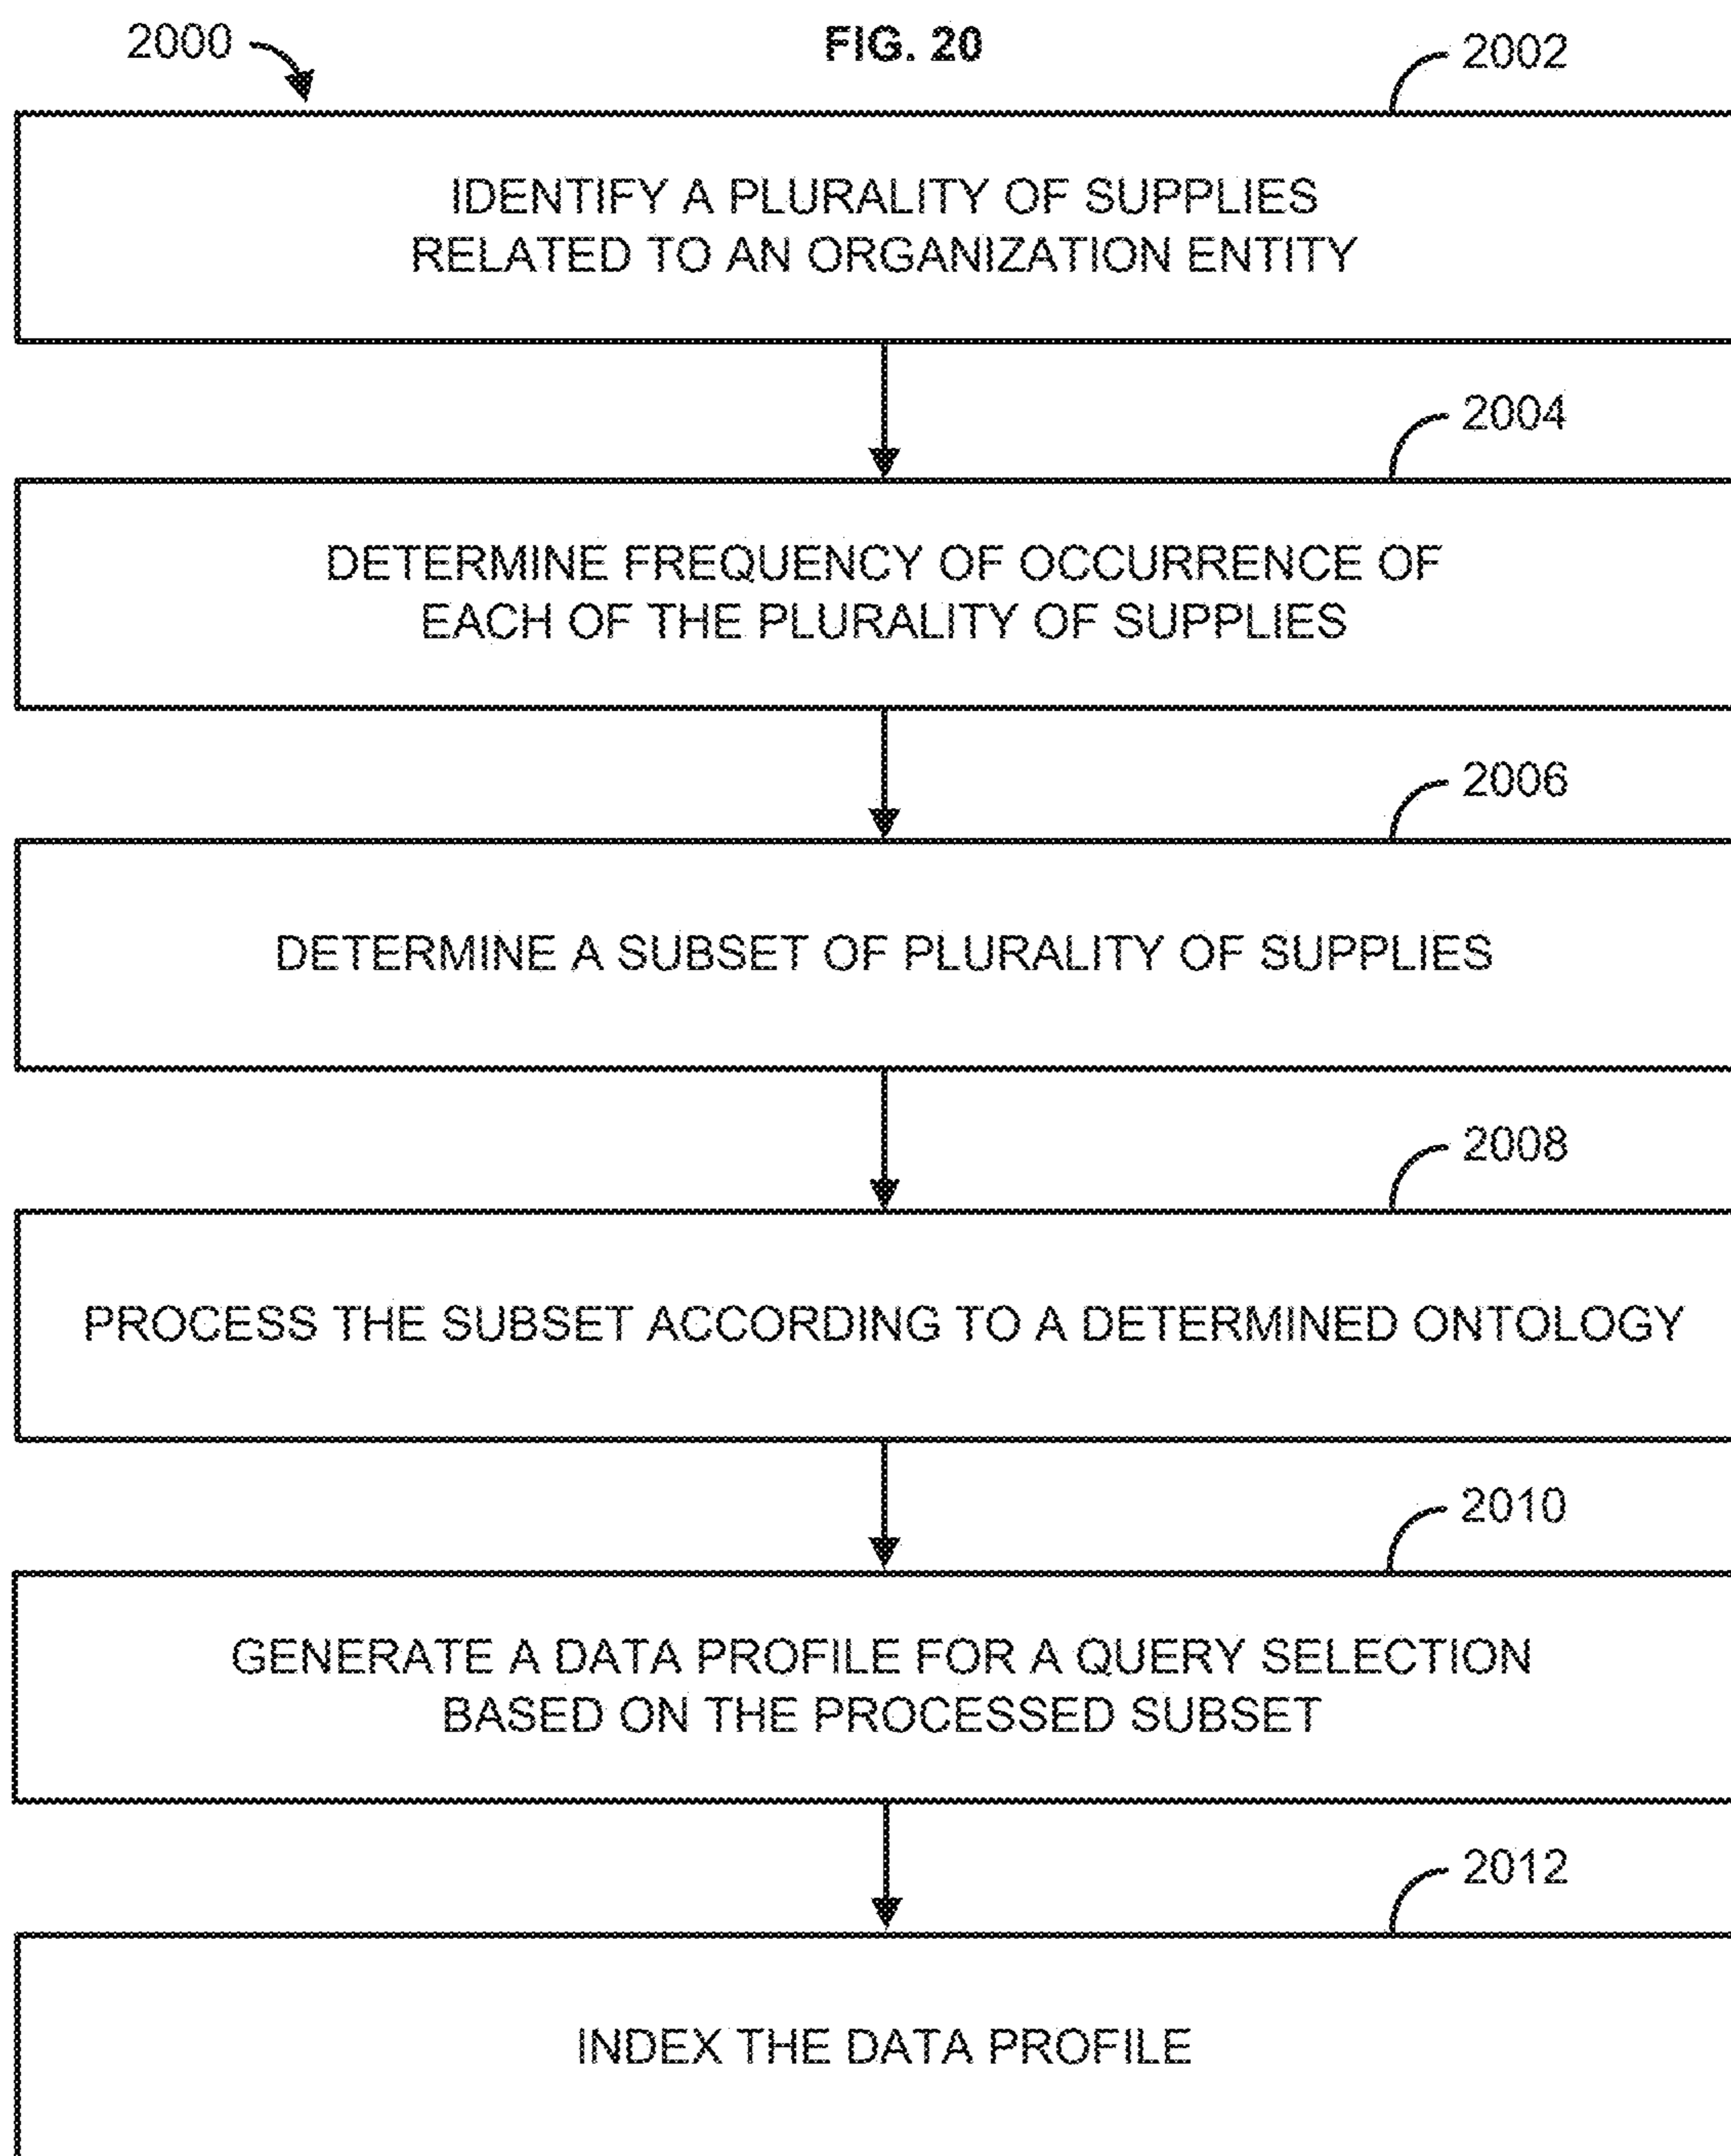 2000
FIG. 20
2002
IDENTIFY A PLURALITY OF SUPPLIES
RELATED TO AN ORGANIZATION ENTITY
2004
DETERMINE FREQUENCY OF OCCURRENCE OF
EACH OF THE PLURALITY OF SUPPLIES
2006
DETERMINE A SUBSET OF PLURALITY OF SUPPLIES
2008
PROCESS THE SUBSET ACCORDING TO A DETERMINED ONTOLOGY
2010
GENERATE A DATA PROFILE FOR A QUERY SELECTION
BASED ON THE PROCESSED SUBSET
2012
INDEX THE DATA PROFILE